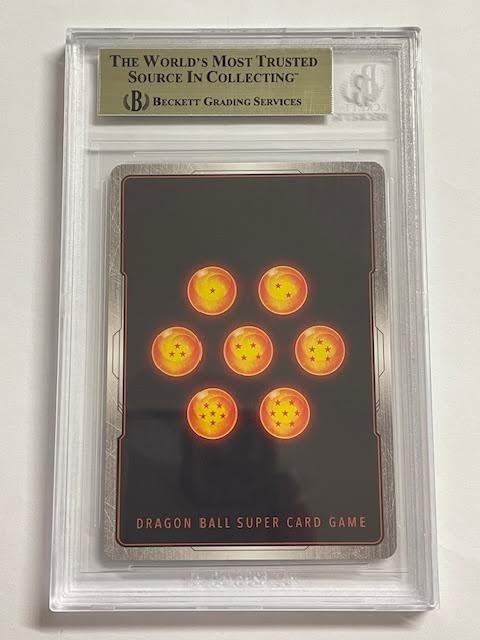 THE WORLD'S MOST TRUSTED
SOURCE IN COLLECTING™
B BECKETT GRADING SERVICES
DRAGON BALL SUPER CARD GAME